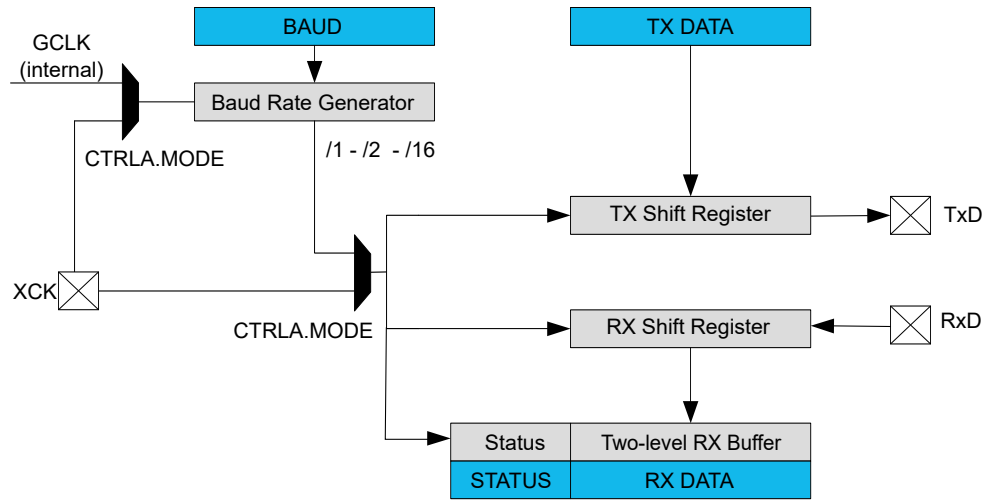 BAUD
TX DATA
GCLK
(internal)
Baud Rate Generator
CTRLA.MODE
/1 - /2 - /16
TX Shift Register
TxD
XCK
CTRLA.MODE
RX Shift Register
RxD
Status
Two-level RX Buffer
STATUS
RX DATA